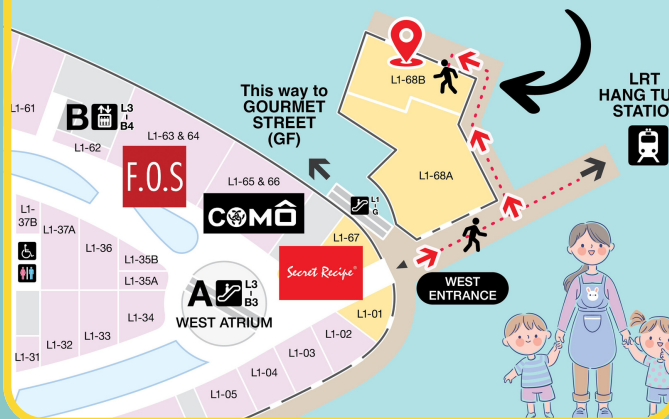 L1-61
B
L3
-
B4
L1-62
L1-63 & 64
F.O.S
L1-65 & 66
COMÔ
This way to
GOURMET
STREET
(GF)
L1
-
G
L1-68B
L1-68A
LRT
HANG TU
STATIO
L1-
37B
L1-37A
L1-36
L1-35B
L1-35A
L1-34
L1-33
L1-32
L1-31
A
L3
-
B3
WEST ATRIUM
L1-67
Secret Recipe®
WEST
ENTRANCE
L1-01
L1-02
L1-03
L1-04
L1-05